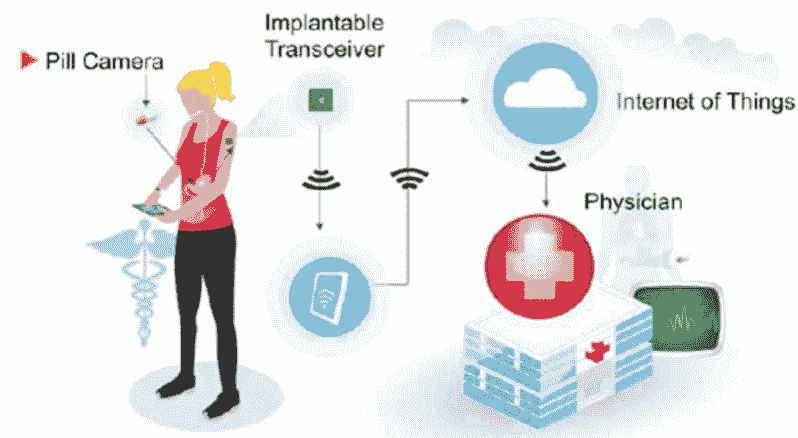 Implantable
Transceiver
Pill Camera
Internet of Things
Physician